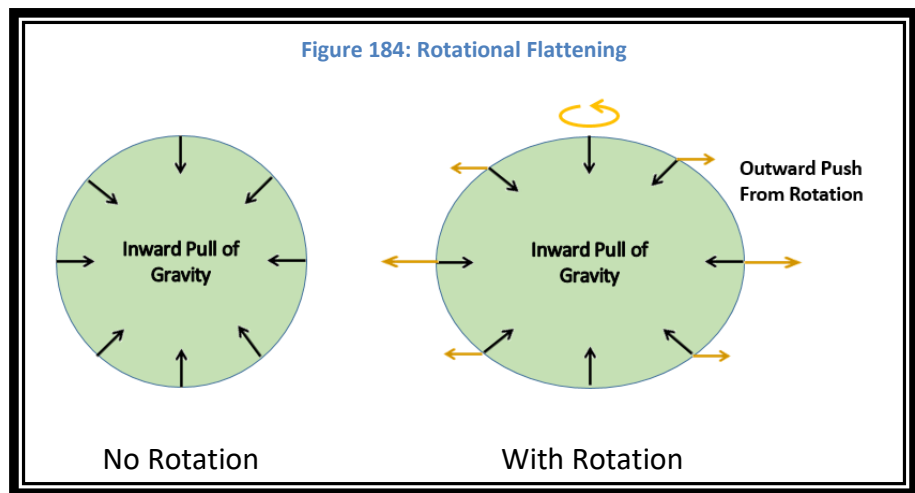 Figure 184: Rotational Flattening
Inward Pull of
Gravity
Inward Pull of
Gravity
Outward Push
From Rotation
No Rotation
With Rotation